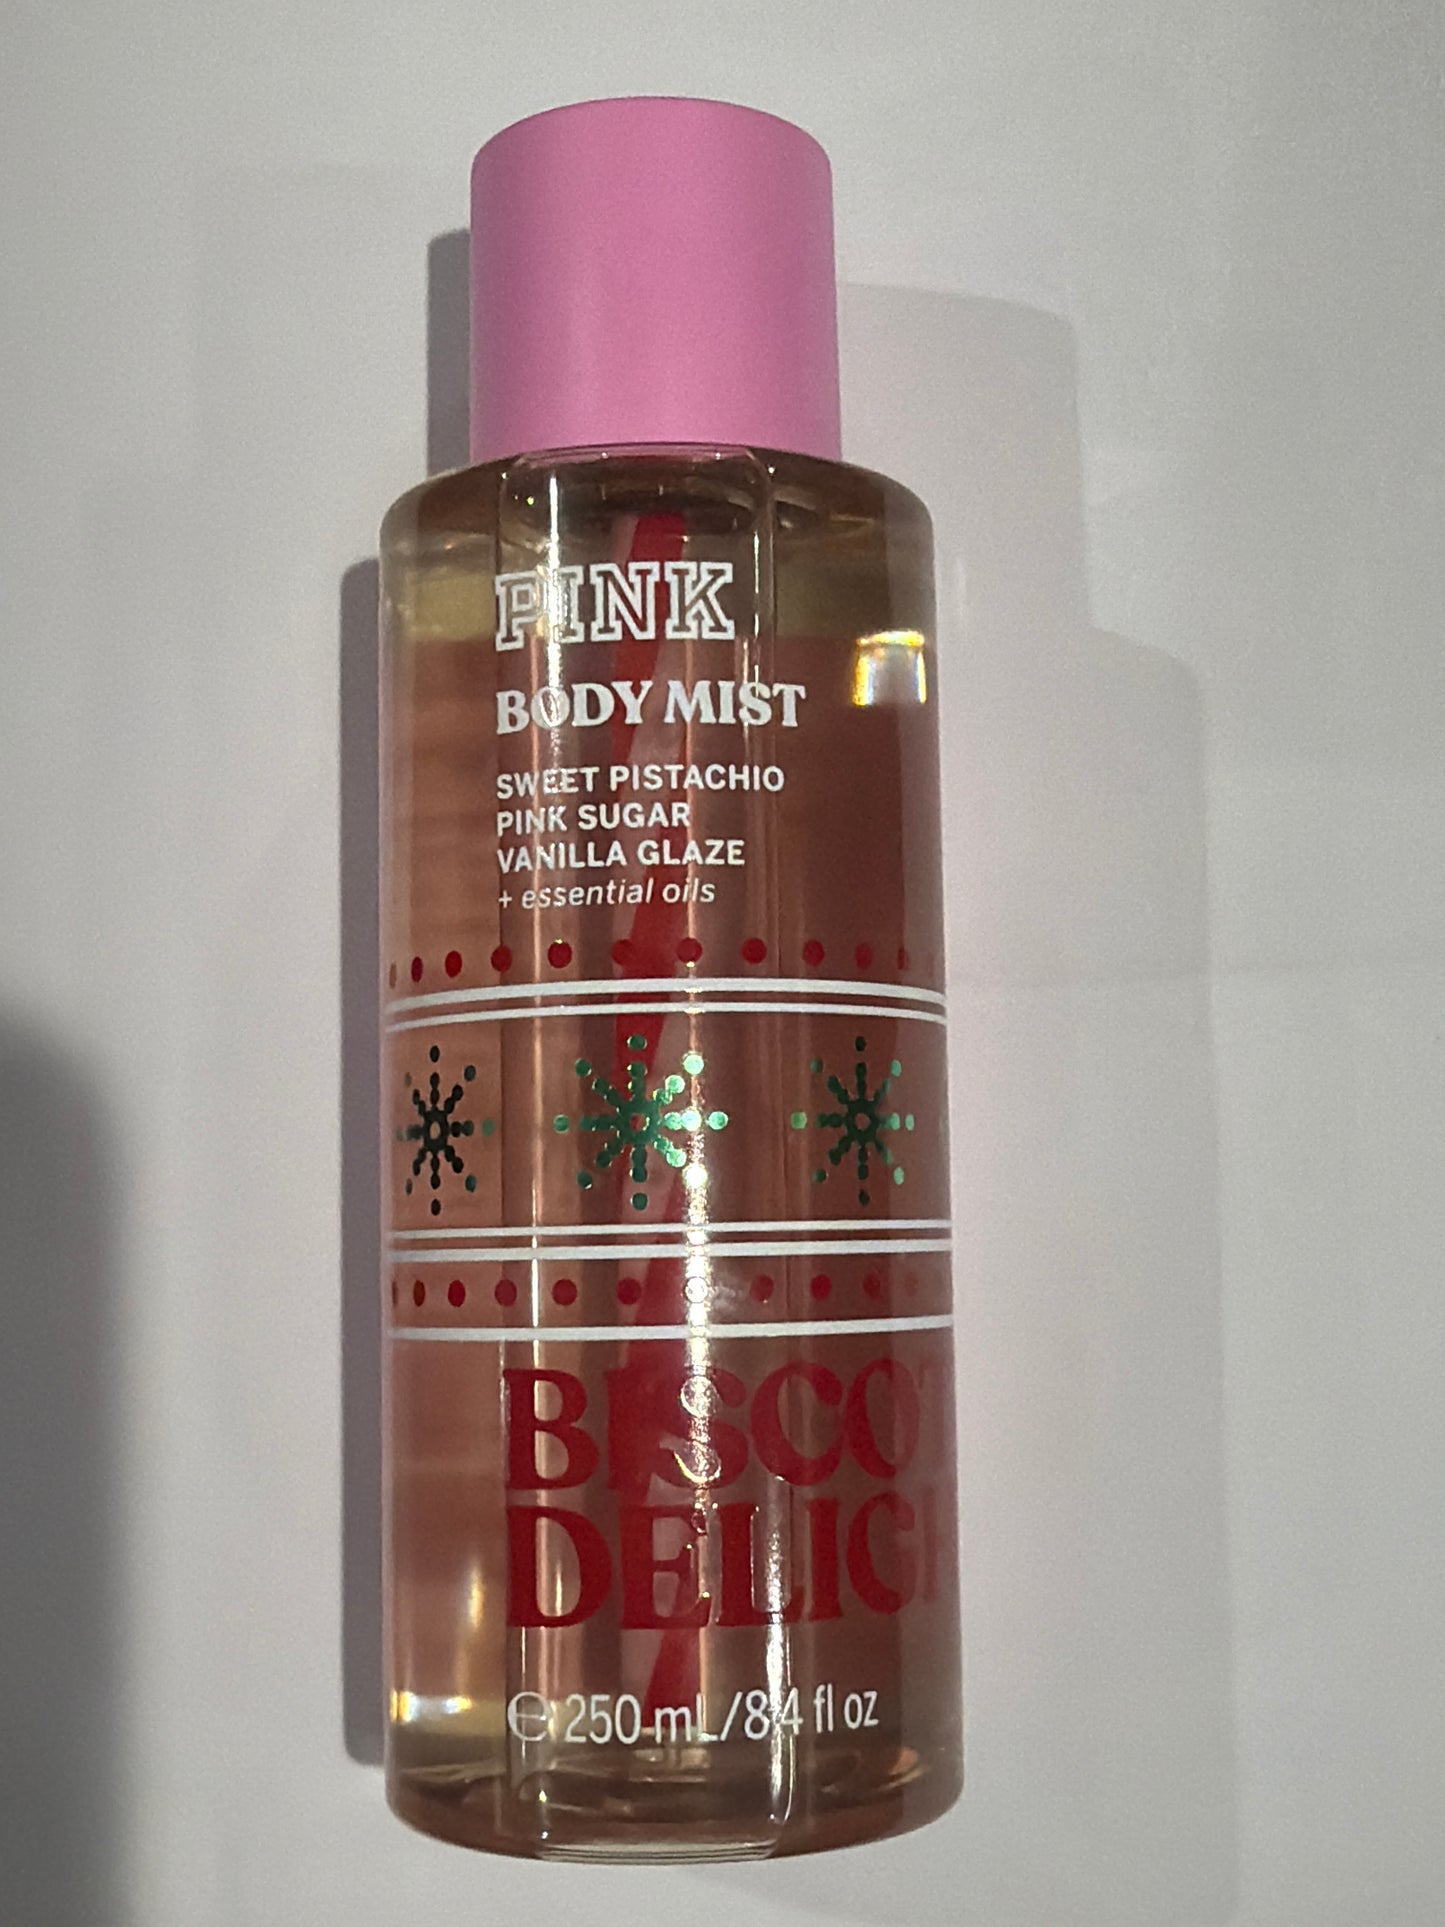 PINK
BODY MIST
SWEET PISTACHIO
PINK SUGAR
VANILLA GLAZE
+ essential oils
℮ 250 mL/8.4 fl oz